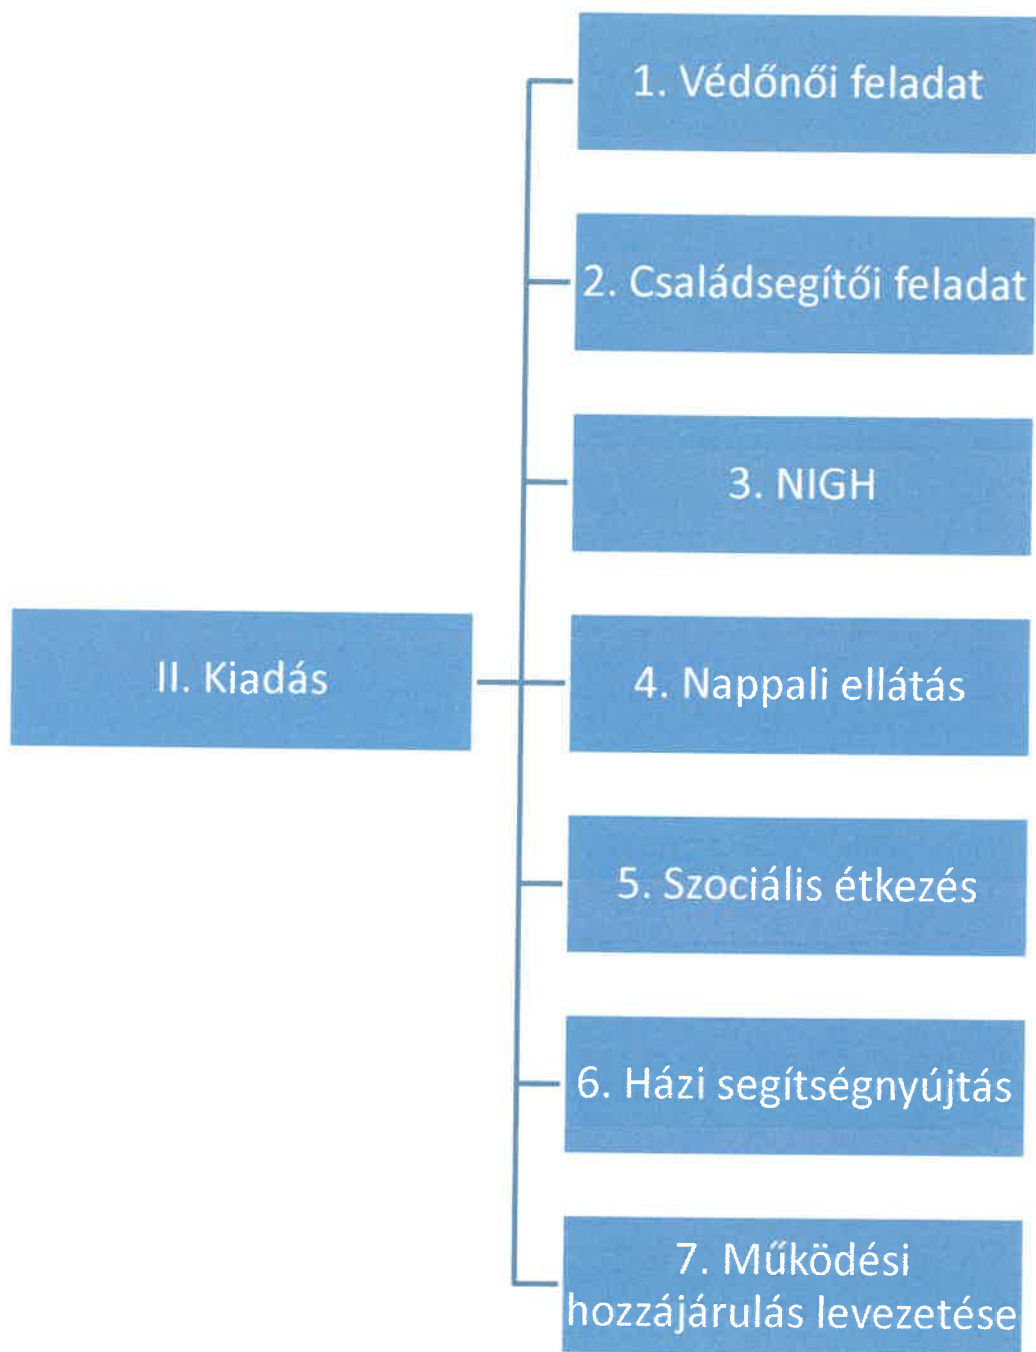 II. Kiadás
1. Védőnői feladat
2. Családsegítői feladat
3. NIGH
4. Nappali ellátás
5. Szociális étkezés
6. Házi segítségnyújtás
7. Működési
hozzájárulás levezetése